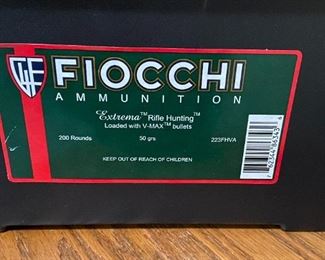 GFL FIOCCHI
AMMUNITION
Extrema™ Rifle Hunting™
Loaded with V-MAX™ bullets
200 Rounds 50 grs 223FHVA
KEEP OUT OF REACH OF CHILDREN